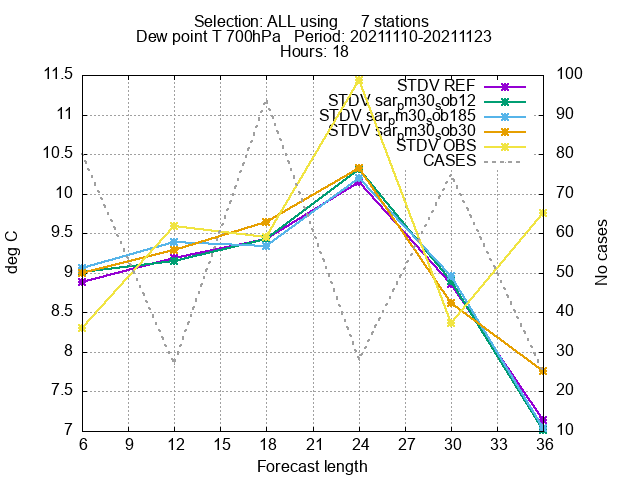 Selection: ALL using 7 stations
Dew point T 700hPa Period: 20211110-20211123
Hours: 18
11.5
11
10.5
10
9.5
9
8.5
8
7.5
7
deg C
STDV REF
STDV sar_pm30_sob12
STDV sar_pm30_sob185
STDV sar_pm30_sob30
STDV OBS
CASES
100
90
80
70
60
50
40
30
20
10
No cases
6 9 12 15 18 21 24 27 30 33 36
Forecast length